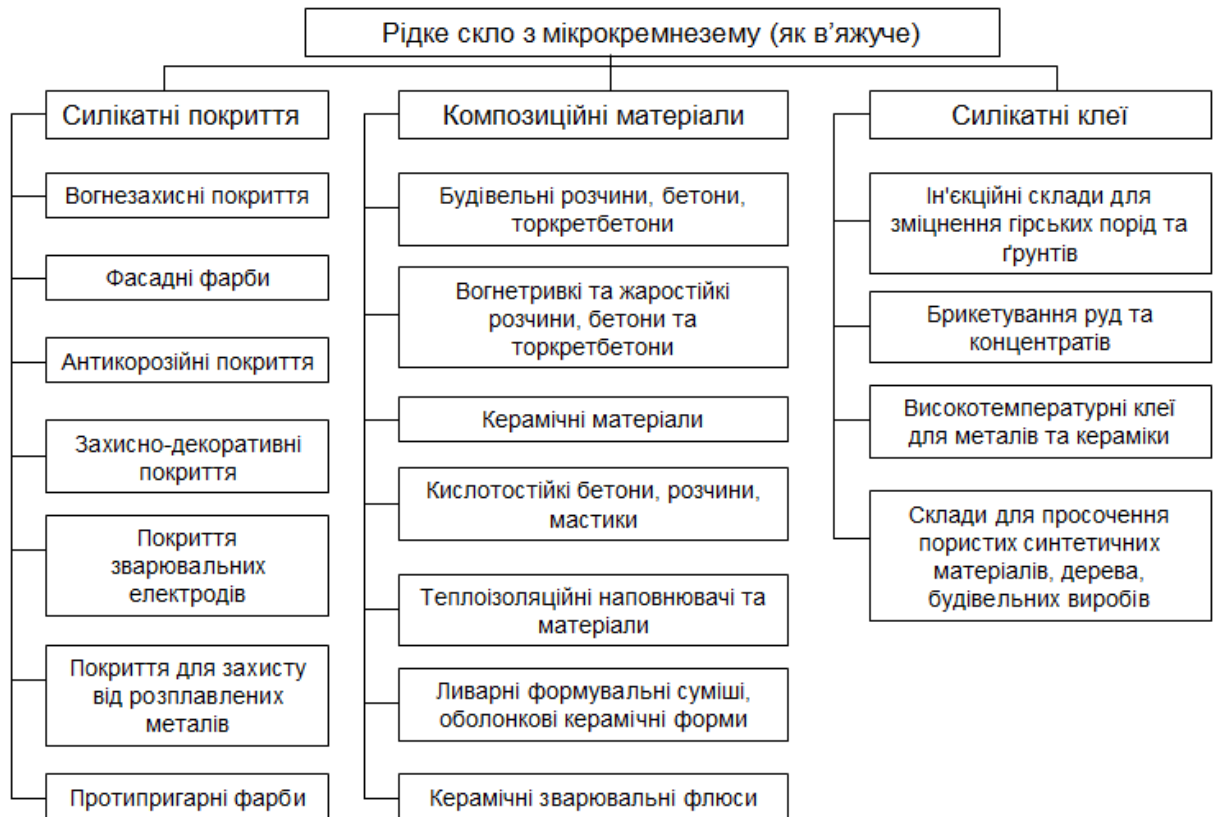 Рідке скло з мікрокремнезему (як в’яжуче)
Силікатні покриття
Вогнезахисні покриття
Фасадні фарби
Антикорозійні покриття
Захисно-декоративні
покриття
Покриття
зварювальних
електродів
Покриття для захисту
від розплавлених
металів
Протипригарні фарби
Композиційні матеріали
Будівельні розчини, бетони,
торкретбетони
Вогнетривкі та жаростійкі
розчини, бетони та
торкретбетони
Керамічні матеріали
Кислотостійкі бетони, розчини,
мастики
Теплоізоляційні наповнювачі та
матеріали
Ливарні формувальні суміші,
оболонкові керамічні форми
Керамічні зварювальні флюси
Силікатні клеї
Ін'єкційні склади для
зміцнення гірських порід та
ґрунтів
Брикетування руд та
концентратів
Високотемпературні клеї
для металів та кераміки
Склади для просочення
пористих синтетичних
матеріалів, дерева,
будівельних виробів